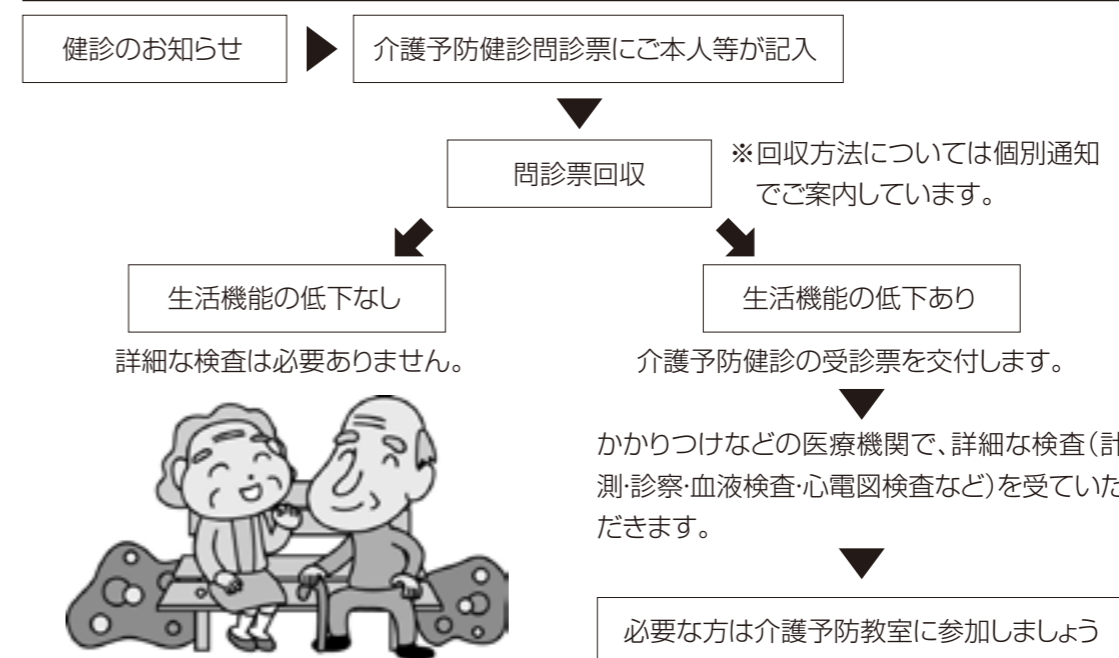 健診のお知らせ
介護予防健診問診票にご本人等が記入
問診票回収
※回収方法については個別通知
でご案内しています。
生活機能の低下なし
生活機能の低下あり
詳細な検査は必要ありません。
介護予防健診の受診票を交付します。
かかりつけなどの医療機関で、詳細な検査(計
測・診察・血液検査・心電図検査など)を受けていた
だきます。
必要な方は介護予防教室に参加しましょう